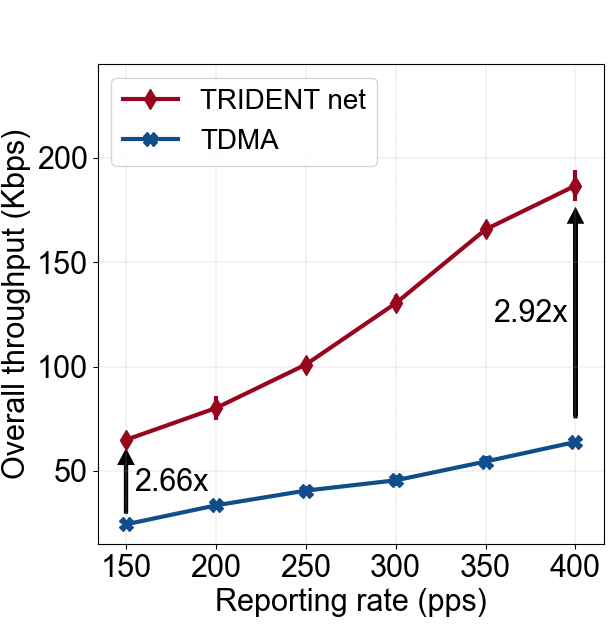 TRIDENT net
TDMA
Overall throughput (Kbps)
200
150
100
50
2.92x
2.66x
150 200 250 300 350 400
Reporting rate (pps)